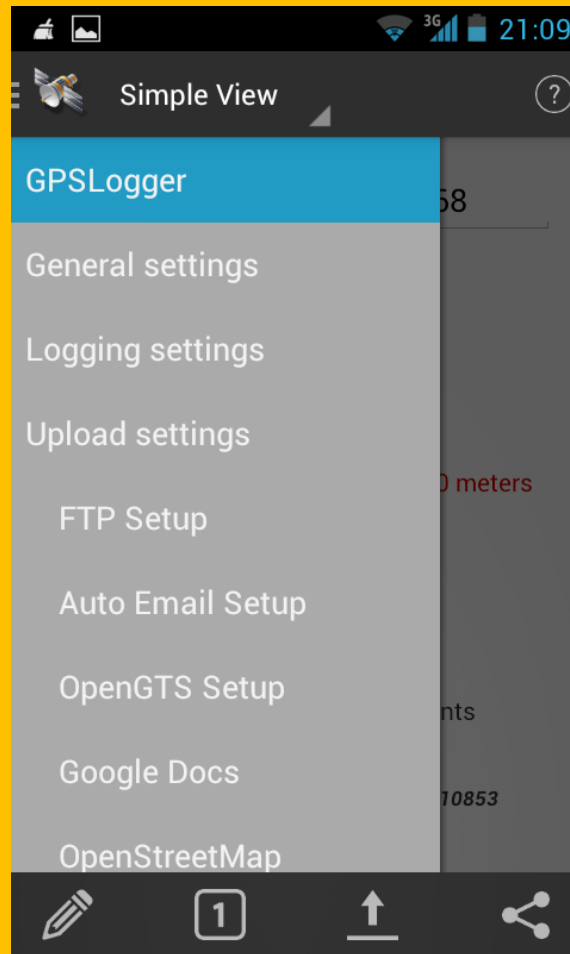 3G 21:09
Simple View
?
GPSLogger
68
General settings
Logging settings
Upload settings
0 meters
FTP Setup
Auto Email Setup
OpenGTS Setup
nts
Google Docs
10853
OpenStreetMap
1